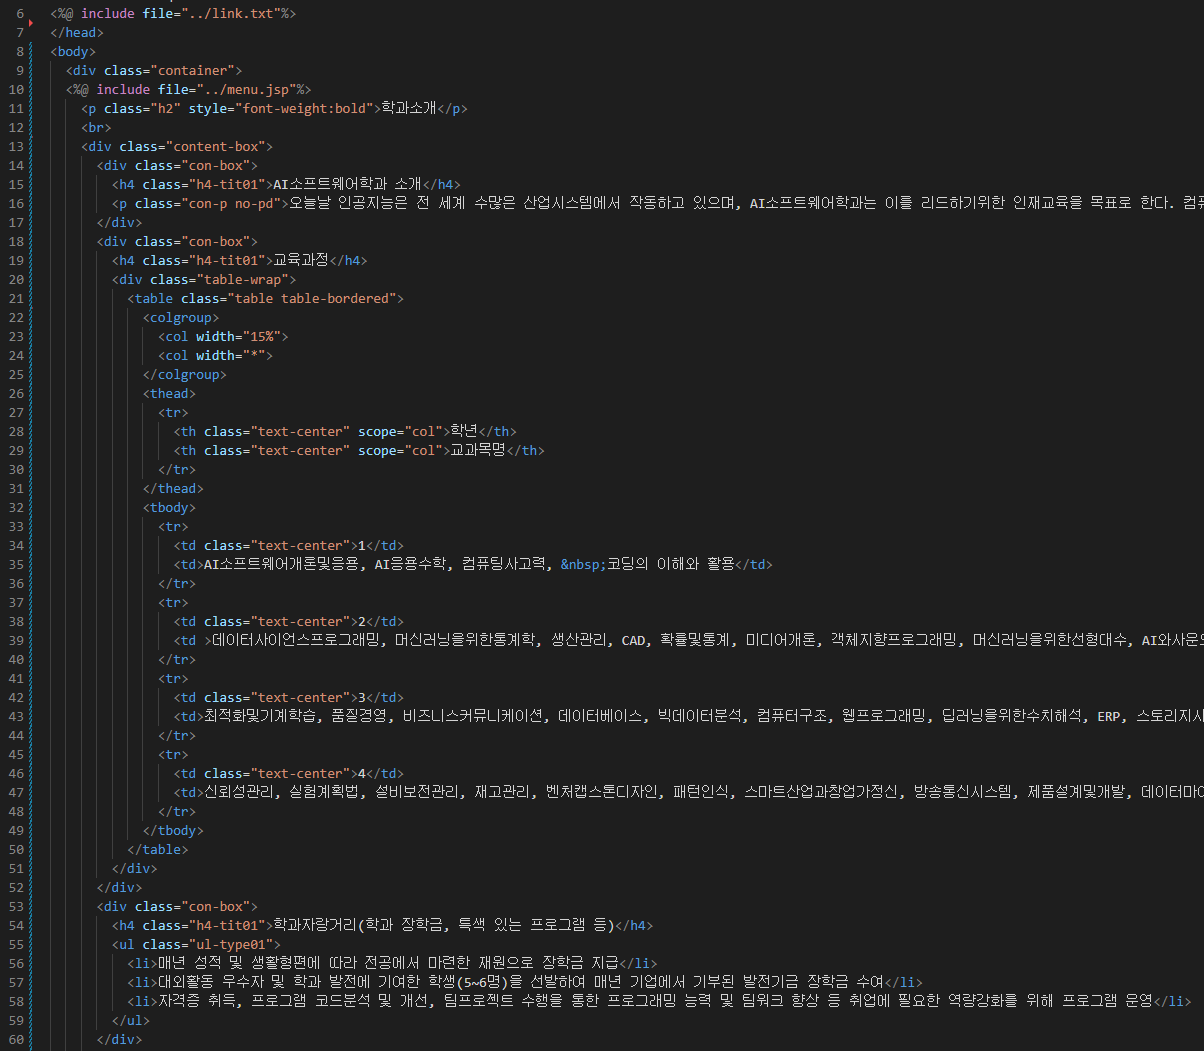 6 <%@ include file="../link.txt"%>
7 </head>
8 <body>
9 <div class="container">
10 <%@ include file="../menu.jsp"%>
11 <p class="h2" style="font-weight:bold">학과소개</p>
12 <br>
13 <div class="content-box">
14 <div class="con-box">
15 <h4 class="h4-tit01">AI소프트웨어학과 소개</h4>
16 <p class="con-p no-pd">오늘날 인공지능은 전 세계 수많은 산업시스템에서 작동하고 있으며, AI소프트웨어학과는 이를 리드하기위한 인재교육을 목표로 한다. 컴퓨
17 </div>
18 <div class="con-box">
19 <h4 class="h4-tit01">교육과정</h4>
20 <div class="table-wrap">
21 <table class="table table-bordered">
22 <colgroup>
23 <col width="15%">
24 <col width="*">
25 </colgroup>
26 <thead>
27 <tr>
28 <th class="text-center" scope="col">학년</th>
29 <th class="text-center" scope="col">교과목명</th>
30 </tr>
31 </thead>
32 <tbody>
33 <tr>
34 <td class="text-center">1</td>
35 <td>AI소프트웨어개론및응용, AI응용수학, 컴퓨팅사고력, &nbsp;코딩의 이해와 활용</td>
36 </tr>
37 <tr>
38 <td class="text-center">2</td>
39 <td >데이터사이언스프로그래밍, 머신러닝을위한통계학, 생산관리, CAD, 확률및통계, 미디어개론, 객체지향프로그래밍, 머신러닝을위한선형대수, AI와사운드
40 </tr>
41 <tr>
42 <td class="text-center">3</td>
43 <td>최적화및기계학습, 품질경영, 비즈니스커뮤니케이션, 데이터베이스, 빅데이터분석, 컴퓨터구조, 웹프로그래밍, 딥러닝을위한수치해석, ERP, 스토리지시
44 </tr>
45 <tr>
46 <td class="text-center">4</td>
47 <td>신뢰성관리, 실험계획법, 설비보전관리, 재고관리, 벤처캡스톤디자인, 패턴인식, 스마트산업과창업가정신, 방송통신시스템, 제품설계및개발, 데이터마이
48 </tr>
49 </tbody>
50 </table>
51 </div>
52 </div>
53 <div class="con-box">
54 <h4 class="h4-tit01">학과자랑거리(학과 장학금, 특색 있는 프로그램 등)</h4>
55 <ul class="ul-type01">
56 <li>매년 성적 및 생활형편에 따라 전공에서 마련한 재원으로 장학금 지급</li>
57 <li>대외활동 우수자 및 학과 발전에 기여한 학생(5~6명)을 선발하여 매년 기업에서 기부된 발전기금 장학금 수여</li>
58 <li>자격증 취득, 프로그램 코드분석 및 개선, 팀프로젝트 수행을 통한 프로그래밍 능력 및 팀워크 향상 등 취업에 필요한 역량강화를 위해 프로그램 운영</li>
59 </ul>
60 </div>